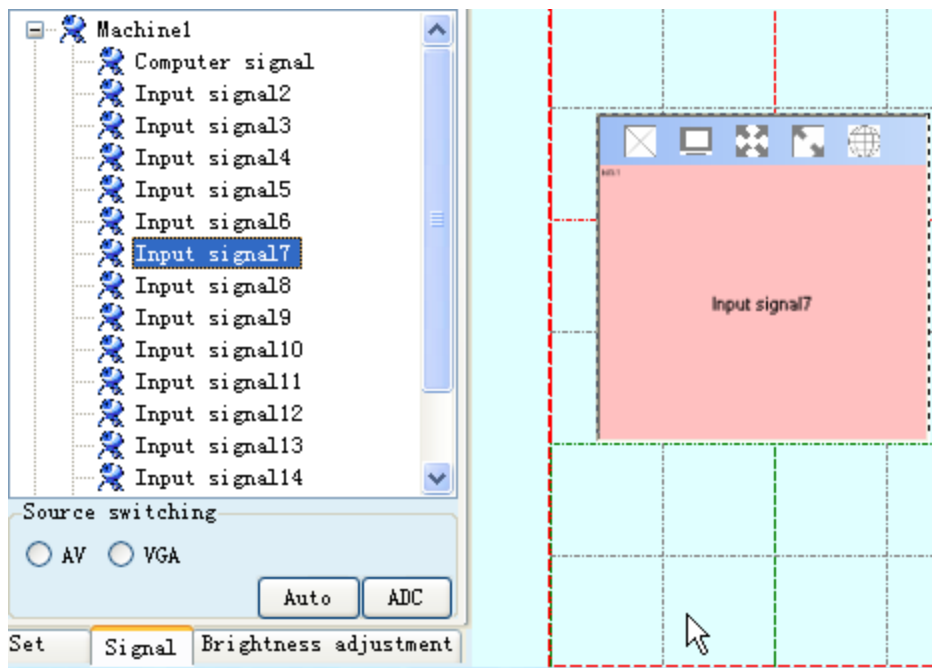 Machine1
Computer signal
Input signal2
Input signal3
Input signal4
Input signal5
Input signal6
Input signal7
Input signal8
Input signal9
Input signal10
Input signal11
Input signal12
Input signal13
Input signal14
Source switching
AV VGA
Auto ADC
Set Signal Brightness adjustment
Input signal7